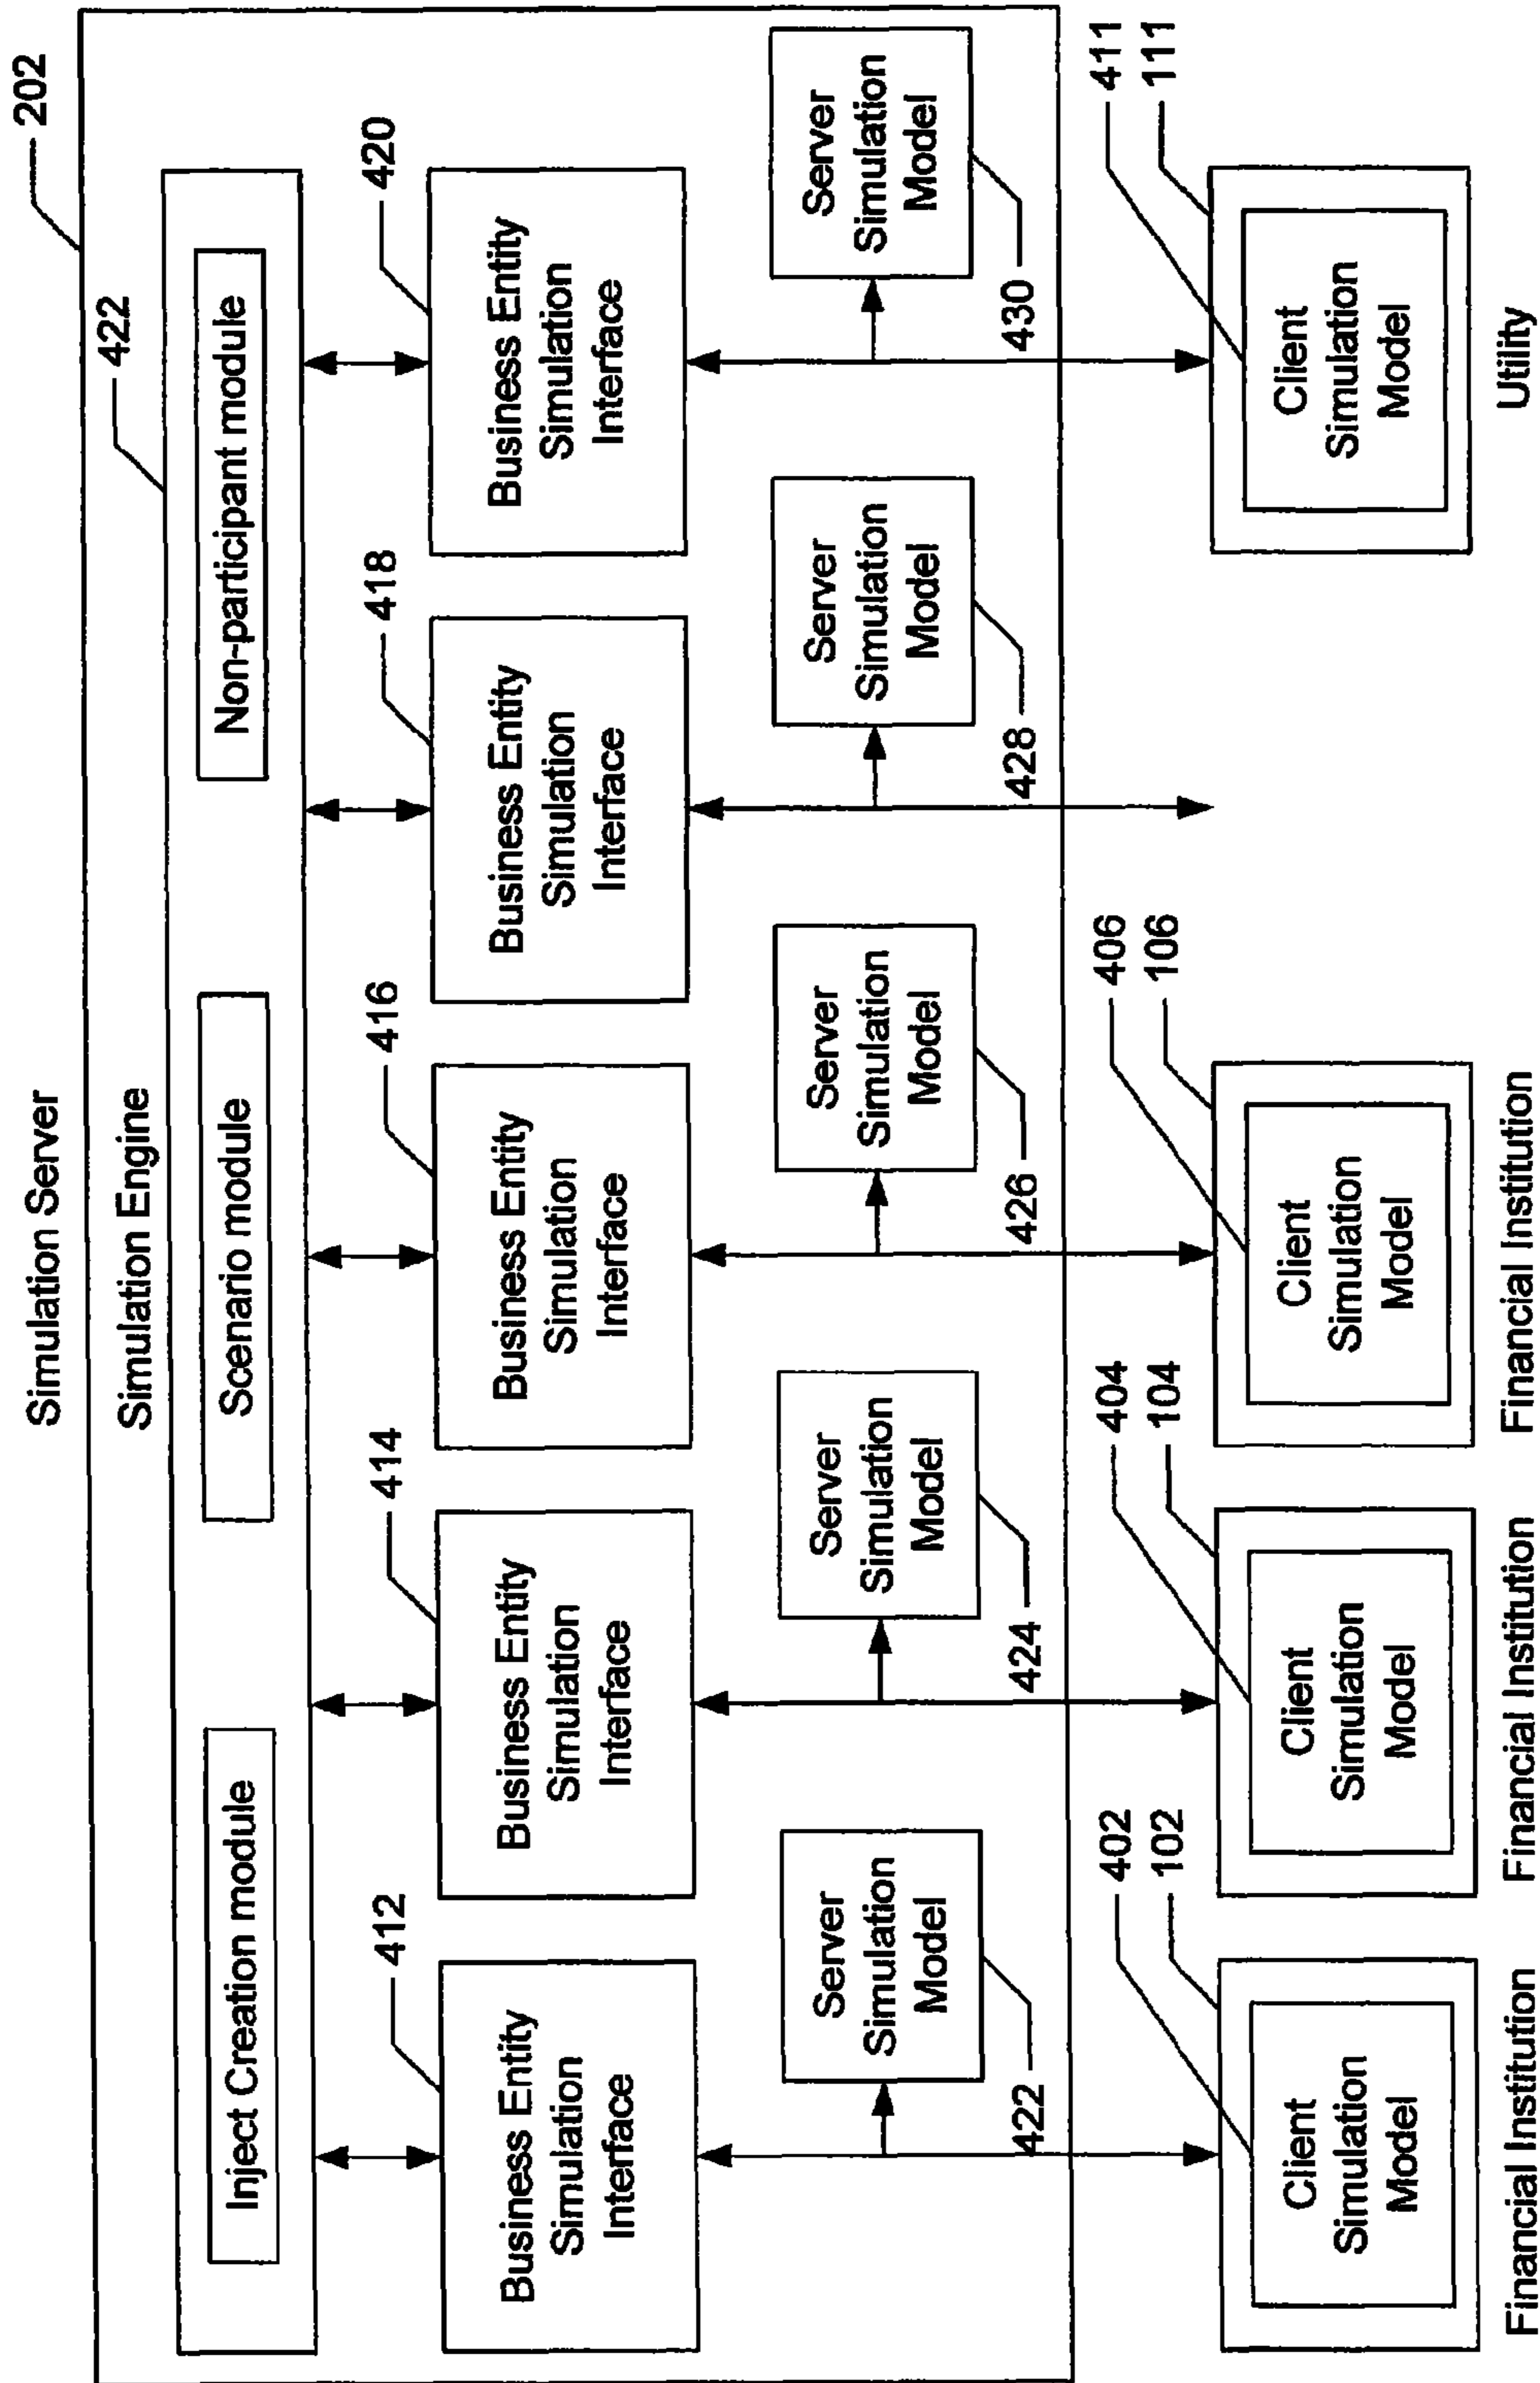 Simulation Server
202
Simulation Engine
422
Inject Creation module
Scenario module
Non-participant module
412
414
416
418
420
Business Entity
Simulation
Interface
Business Entity
Simulation
Interface
Business Entity
Simulation
Interface
Business Entity
Simulation
Interface
Business Entity
Simulation
Interface
Server
Simulation
Model
Server
Simulation
Model
Server
Simulation
Model
Server
Simulation
Model
Server
Simulation
Model
422
424
426
428
430
402
102
404
104
406
106
411
111
Client
Simulation
Model
Client
Simulation
Model
Client
Simulation
Model
Client
Simulation
Model
Financial Institution
Financial Institution
Financial Institution
Utility